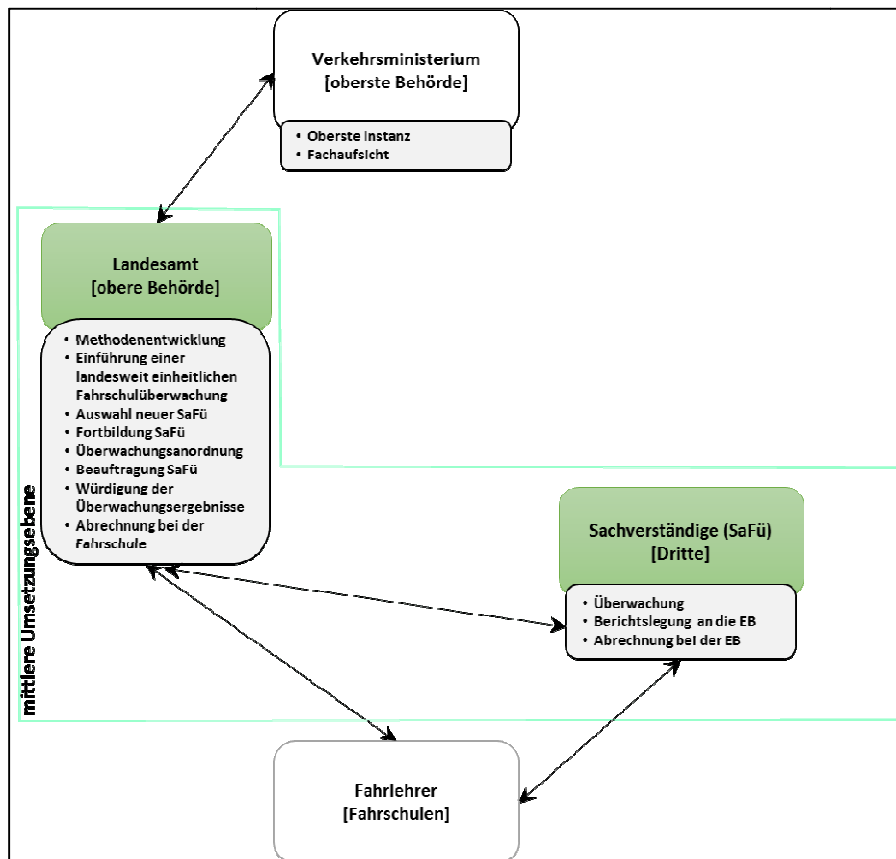 Verkehrsministerium
[oberste Behörde]
• Oberste Instanz
• Fachaufsicht
Landesamt
[obere Behörde]
• Methodenentwicklung
• Einführung einer
landesweit einheitlichen
Fahrschulüberwachung
• Auswahl neuer SaFü
• Fortbildung SaFü
• Überwachungsanordnung
• Beauftragung SaFü
• Würdigung der
Überwachungsergebnisse
• Abrechnung bei der
Fahrschule
mittlere Umsetzungsebene
Sachverständige (SaFü)
[Dritte]
• Überwachung
• Berichtslegung an die EB
• Abrechnung bei der EB
Fahrlehrer
[Fahrschulen]